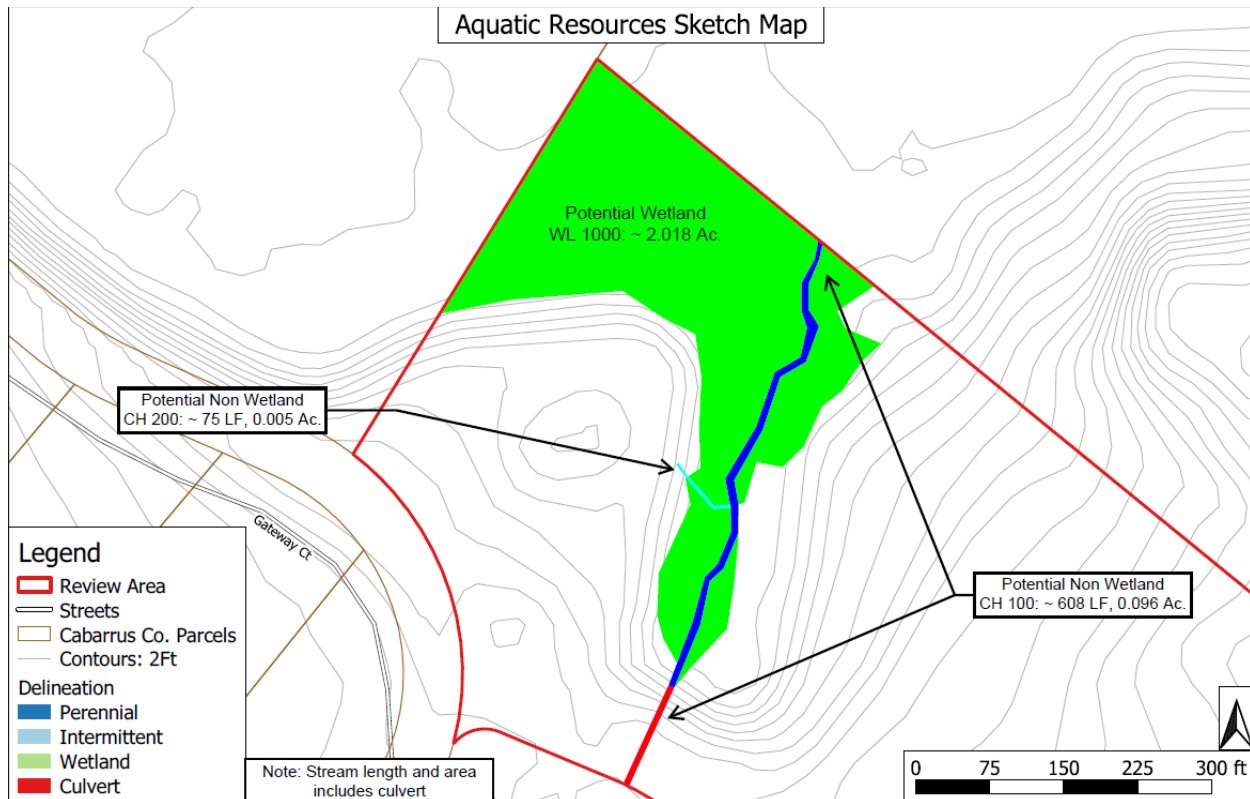 Aquatic Resources Sketch Map
Potential Wetland
WL 1000: ~ 2.018 Ac.
Potential Non Wetland
CH 200: ~ 75 LF, 0.005 Ac.
Gateway Ct
Potential Non Wetland
CH 100: ~ 608 LF, 0.096 Ac.
Legend
Review Area
Streets
Cabarrus Co. Parcels
Contours: 2Ft
Delineation
Perennial
Intermittent
Wetland
Culvert
Note: Stream length and area
includes culvert
0 75 150 225 300 ft